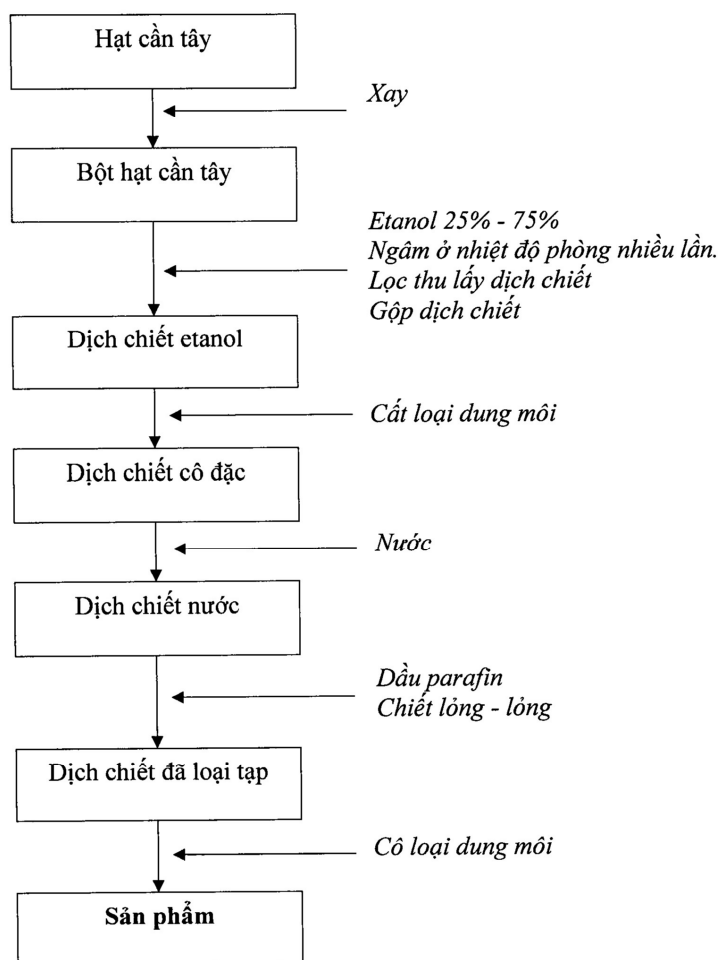 Hạt cần tây
Xay
Bột hạt cần tây
Etanol 25% - 75%
Ngâm ở nhiệt độ phòng nhiều lần.
Lọc thu lấy dịch chiết
Gộp dịch chiết
Dịch chiết etanol
Cất loại dung môi
Dịch chiết cô đặc
Nước
Dịch chiết nước
Dầu parafin
Chiết lỏng - lỏng
Dịch chiết đã loại tạp
Cô loại dung môi
Sản phẩm